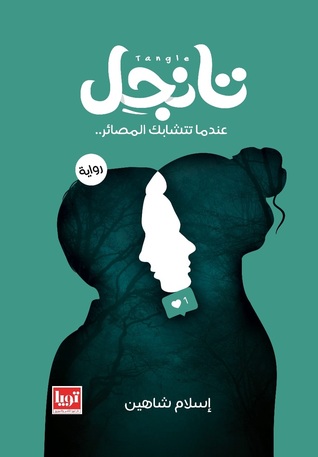 Tangle
تانجل
عندما تتشابك المصائر..
رواية
1
إسلام شاهين
تويا